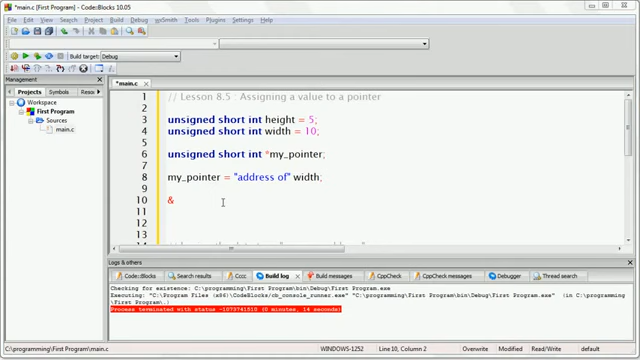 *main.c [First Program] - Code::Blocks 10.05
File Edit View Search Project Build Debug wxSmith Tools Plugins Settings Help
Build target: Debug
Management
Projects Symbols Resou
Workspace
First Program
Sources
main.c
*main.c
1 // Lesson 8.5 : Assigning a value to a pointer
2
3 unsigned short int height = 5;
4 unsigned short int width = 10;
5
6 unsigned short int *my_pointer;
7
8 my_pointer = "address of" width;
9
10 &
11
12
13
Logs & others
Code::Blocks Search results Cccc Build log Build messages CppCheck CppCheck messages Debugger Thread search
Checking for existence: C:\programming\First Program\bin\Debug\First Program.exe
Executing: "C:\Program Files (x86)\CodeBlocks/cb_console_runner.exe" "C:\programming\First Program\bin\Debug\First Program.exe" (in C:\programming\First Program\.)
Process terminated with status -1073741510 (0 minutes, 14 seconds)
C:\programming\First Program\main.c WINDOWS-1252 Line 10, Column 2 Overwrite Modified Read/Write default